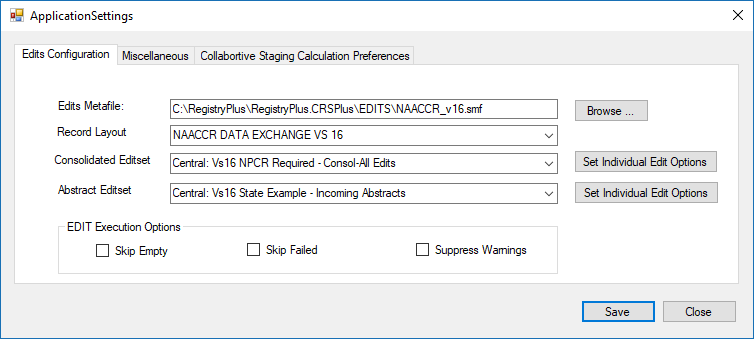 ApplicationSettings
Edits Configuration Miscellaneous Collabortive Staging Calculation Preferences
Edits Metafile: C:\RegistryPlus\RegistryPlus.CRSPlus\EDITS\NAACCR_v16.smf Browse ...
Record Layout NAACCR DATA EXCHANGE VS 16
Consolidated Editset Central: Vs16 NPCR Required - Consol-All Edits Set Individual Edit Options
Abstract Editset Central: Vs16 State Example - Incoming Abstracts Set Individual Edit Options
EDIT Execution Options
Skip Empty Skip Failed Suppress Warnings
Save Close